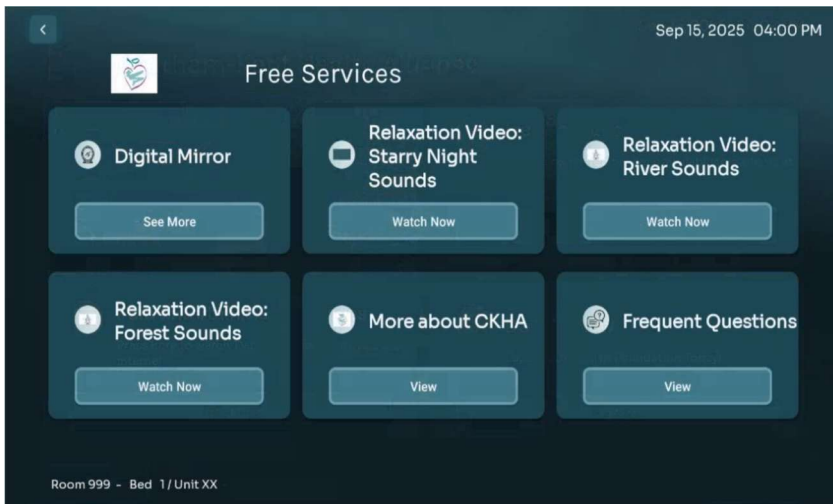 Sep 15, 2025 04:00 PM
Free Services
Digital Mirror
See More
Relaxation Video:
Starry Night
Sounds
Watch Now
Relaxation Video:
River Sounds
Watch Now
Relaxation Video:
Forest Sounds
Watch Now
More about CKHA
View
Frequent Questions
View
Room 999 - Bed 1 / Unit XX